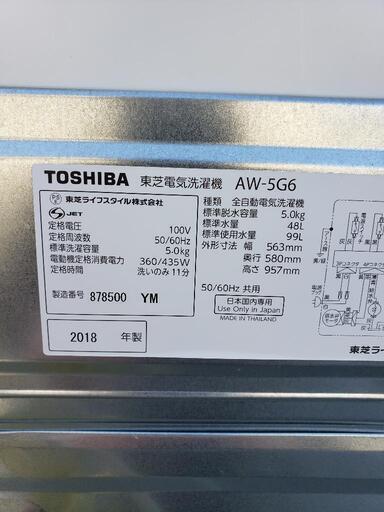 TOSHIBA 東芝電気洗濯機 AW-5G6
PS
E
JET
東芝ライフスタイル株式会社
定格電圧 100V
定格周波数 50/60Hz
標準洗濯容量 5.0kg
電動機定格消費電力 360/435W
定格時間 洗いのみ 11分
製造番号 878500 YM
2018 年製
種類 全自動電気洗濯機
標準脱水容量 5.0kg
標準水量 48L
標準使用水量 99L
外形寸法 幅 563mm
奥行 580mm
高さ 957mm
50/60Hz 共用
日本国内専用
Use Only in Japan
MADE IN THAILAND
東芝ライ